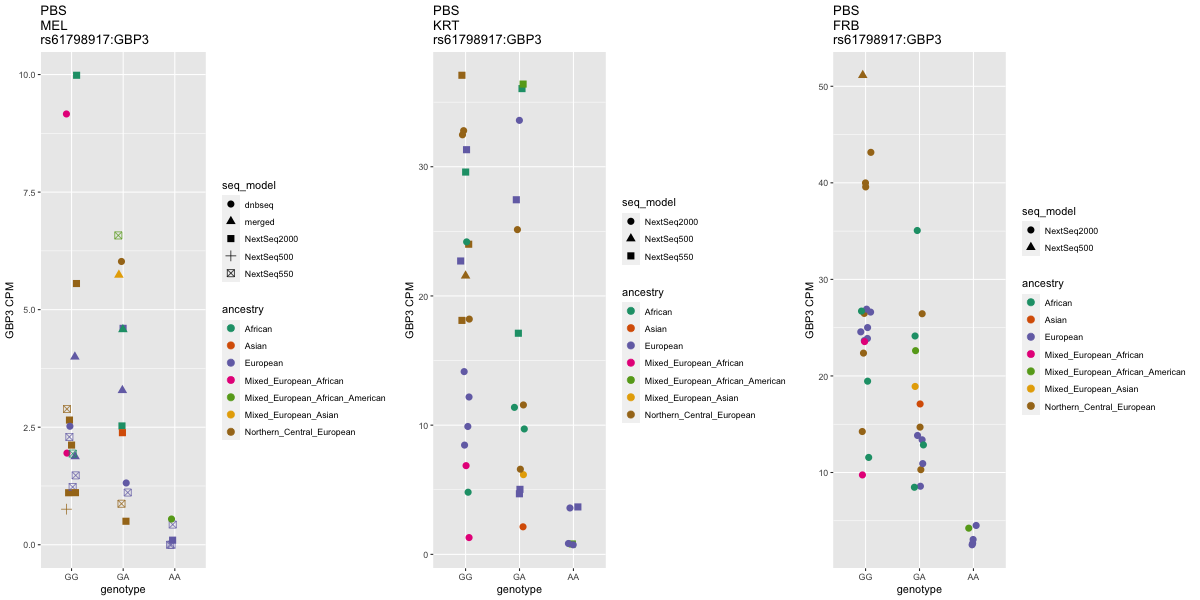 PBS
MEL
rs61798917:GBP3
GBP3 CPM
10.0
7.5
5.0
2.5
0.0
GG
GA
AA
genotype
seq_model
dnbseq
merged
NextSeq2000
NextSeq500
NextSeq550
ancestry
African
Asian
European
Mixed_European_African
Mixed_European_African_American
Mixed_European_Asian
Northern_Central_European
PBS
KRT
rs61798917:GBP3
GBP3 CPM
30
20
10
0
GG
GA
AA
genotype
seq_model
NextSeq2000
NextSeq500
NextSeq550
ancestry
African
Asian
European
Mixed_European_African
Mixed_European_African_American
Mixed_European_Asian
Northern_Central_European
PBS
FRB
rs61798917:GBP3
GBP3 CPM
50
40
30
20
10
GG
GA
AA
genotype
seq_model
NextSeq2000
NextSeq500
ancestry
African
Asian
European
Mixed_European_African
Mixed_European_African_American
Mixed_European_Asian
Northern_Central_European